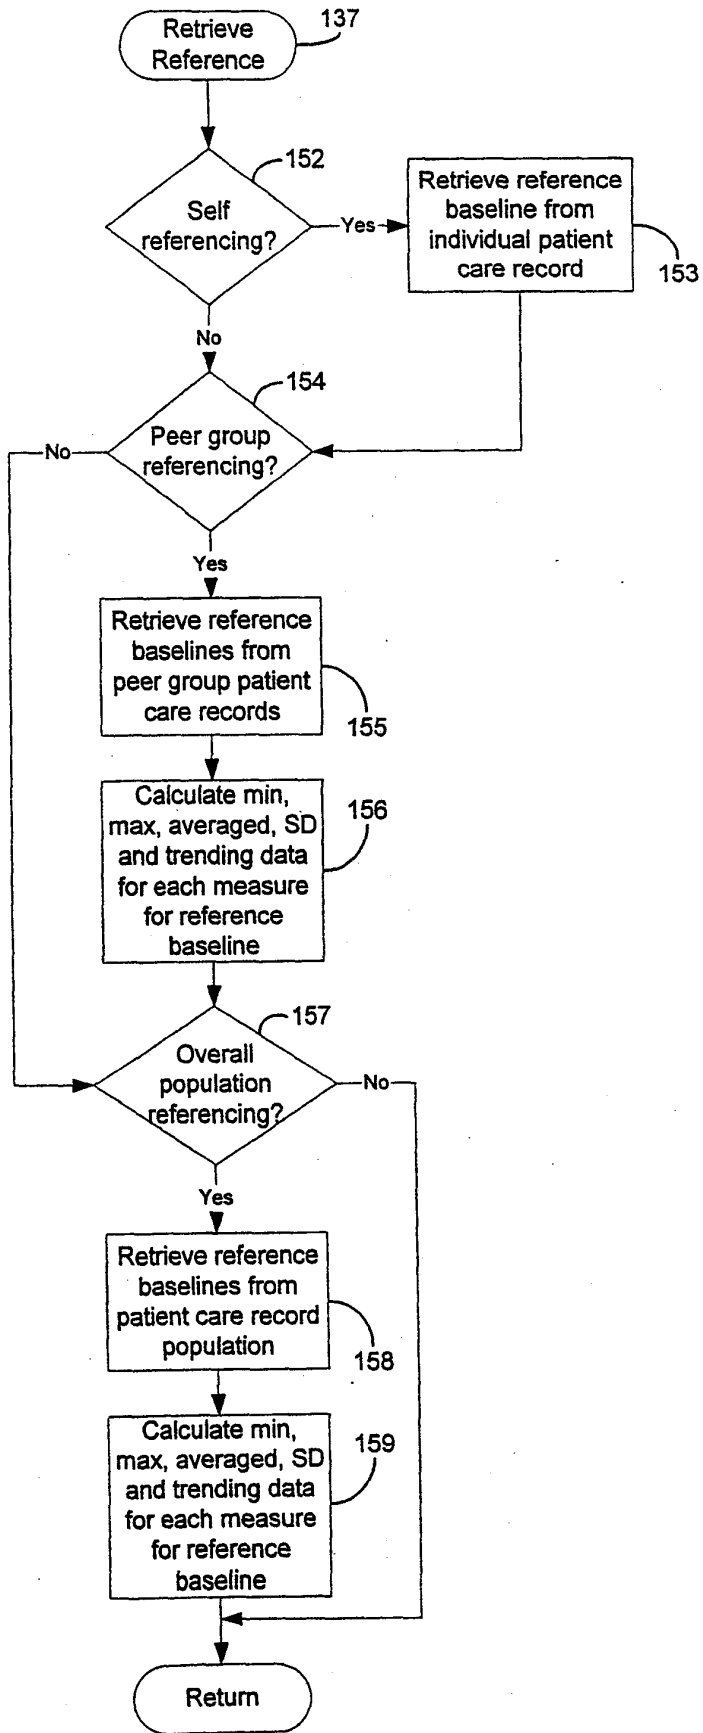 Retrieve
Reference
137
152
Self
referencing?
Yes
Retrieve reference
baseline from
individual patient
care record
153
No
154
Peer group
referencing?
No
Yes
Retrieve reference
baselines from
peer group patient
care records
155
Calculate min,
max, averaged, SD
and trending data
for each measure
for reference
baseline
156
157
Overall
population
referencing?
No
Yes
Retrieve reference
baselines from
patient care record
population
158
Calculate min,
max, averaged, SD
and trending data
for each measure
for reference
baseline
159
Return